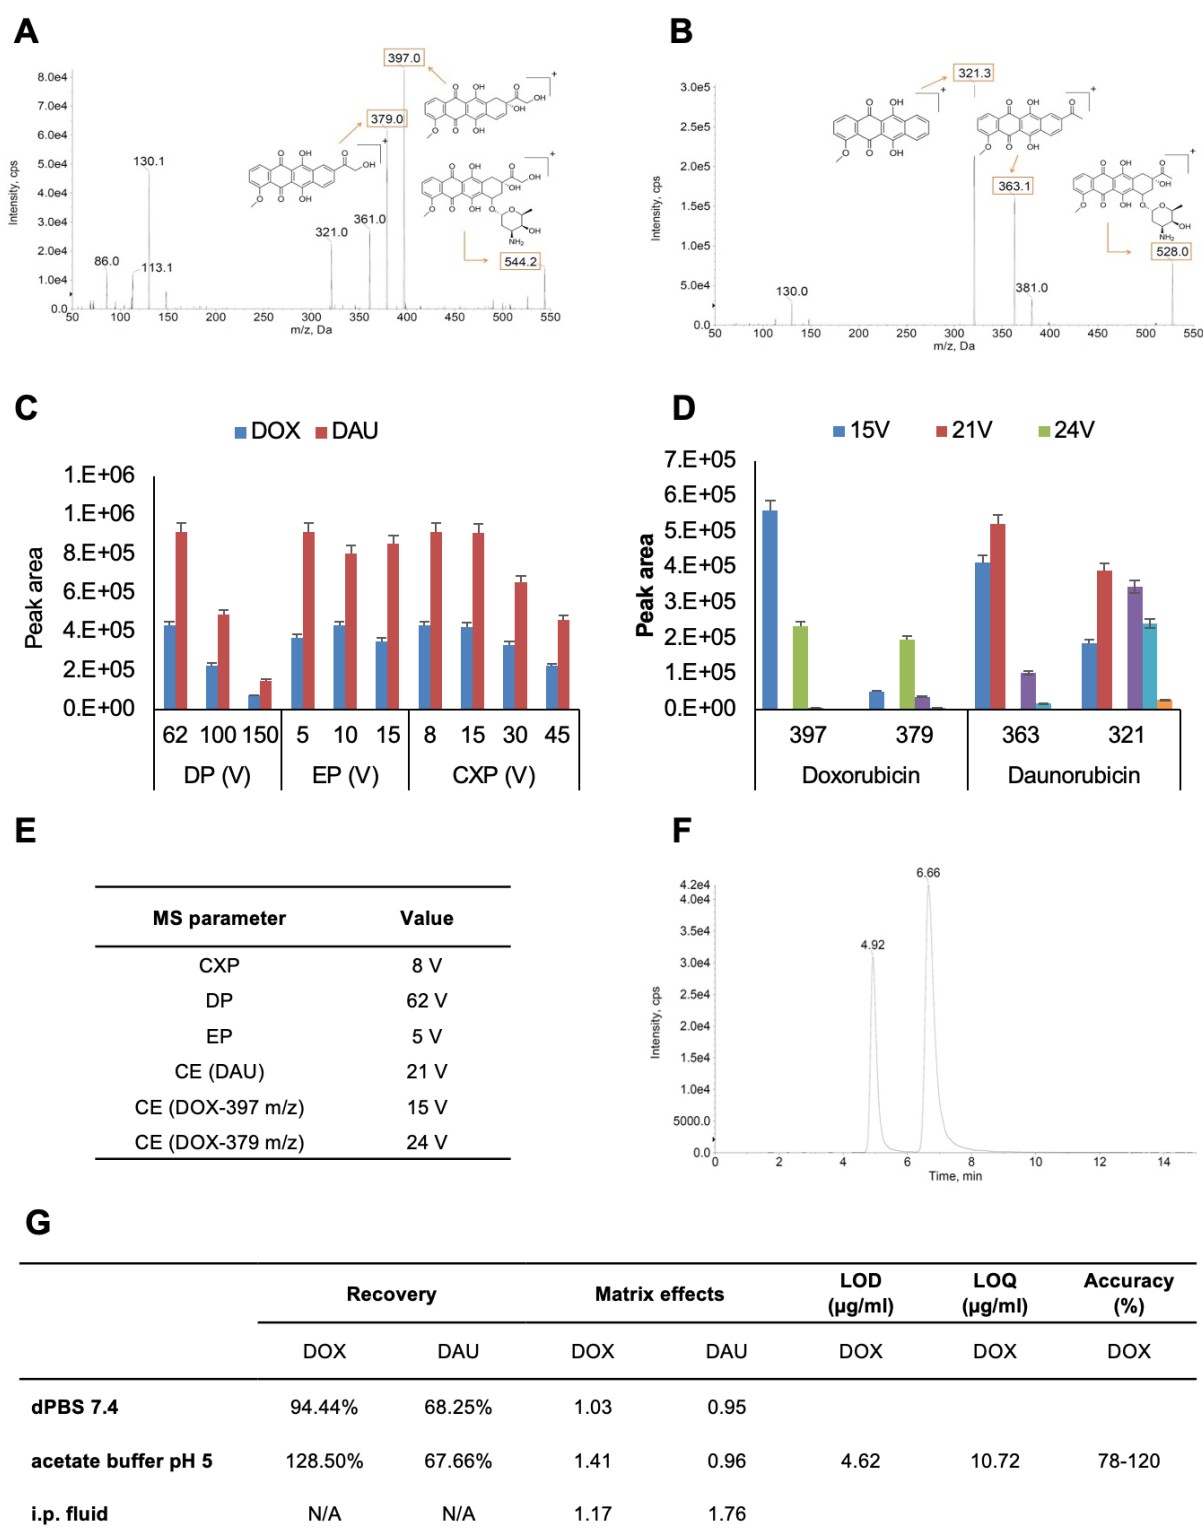 A
B
397.0
379.0
8.0e4
7.0e4
6.0e4
5.0e4
4.0e4
3.0e4
2.0e4
1.0e4
0.0
Intensity, cps
130.1
86.0
113.1
321.0
361.0
544.2
50 100 150 200 250 300 350 400 450 500 550
m/z, Da
321.3
363.1
528.0
3.0e5
2.5e5
2.0e5
1.5e5
1.0e5
5.0e4
0.0
Intensity, cps
130.0
381.0
50 100 150 200 250 300 350 400 450 500 550
m/z, Da
C
DOX DAU
1.E+06
1.E+06
8.E+05
6.E+05
4.E+05
2.E+05
0.E+00
Peak area
62 100 150 5 10 15 8 15 30 45
DP (V) EP (V) CXP (V)
D
15V 21V 24V
7.E+05
6.E+05
5.E+05
4.E+05
3.E+05
2.E+05
1.E+05
0.E+00
Peak area
397 379 363 321
Doxorubicin Daunorubicin
E
MS parameter Value
CXP 8 V
DP 62 V
EP 5 V
CE (DAU) 21 V
CE (DOX-397 m/z) 15 V
CE (DOX-379 m/z) 24 V
F
6.66
4.92
4.2e4
4.0e4
3.5e4
3.0e4
2.5e4
2.0e4
1.5e4
1.0e4
5000.0
0.0
Intensity, cps
0 2 4 6 8 10 12 14
Time, min
G
Recovery Matrix effects LOD (µg/ml) LOQ (µg/ml) Accuracy (%)
DOX DAU DOX DAU DOX DOX DOX
dPBS 7.4 94.44% 68.25% 1.03 0.95
acetate buffer pH 5 128.50% 67.66% 1.41 0.96 4.62 10.72 78-120
i.p. fluid N/A N/A 1.17 1.76